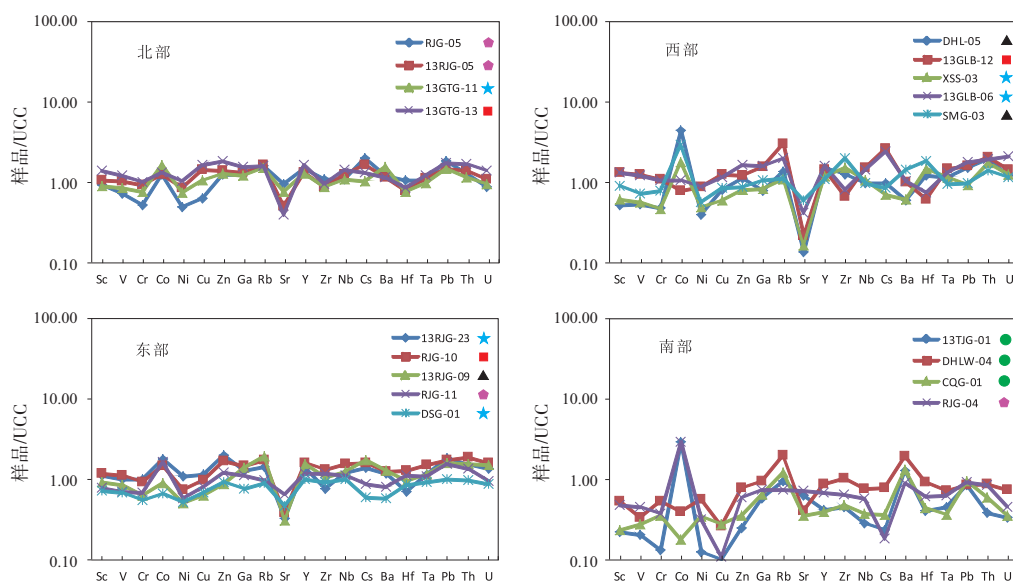 100.00
10.00
1.00
0.10
样品/UCC
北部
RJG-05
13RJG-05
13GTG-11
13GTG-13
Sc V Cr Co Ni Cu Zn Ga Rb Sr Y Zr Nb Cs Ba Hf Ta Pb Th U
100.00
10.00
1.00
0.10
样品/UCC
西部
DHL-05
13GLB-12
XSS-03
13GLB-06
SMG-03
Sc V Cr Co Ni Cu Zn Ga Rb Sr Y Zr Nb Cs Ba Hf Ta Pb Th U
100.00
10.00
1.00
0.10
样品/UCC
东部
13RJG-23
RJG-10
13RJG-09
RJG-11
DSG-01
Sc V Cr Co Ni Cu Zn Ga Rb Sr Y Zr Nb Cs Ba Hf Ta Pb Th U
100.00
10.00
1.00
0.10
样品/UCC
南部
13TJG-01
DHLW-04
CQG-01
RJG-04
Sc V Cr Co Ni Cu Zn Ga Rb Sr Y Zr Nb Cs Ba Hf Ta Pb Th U